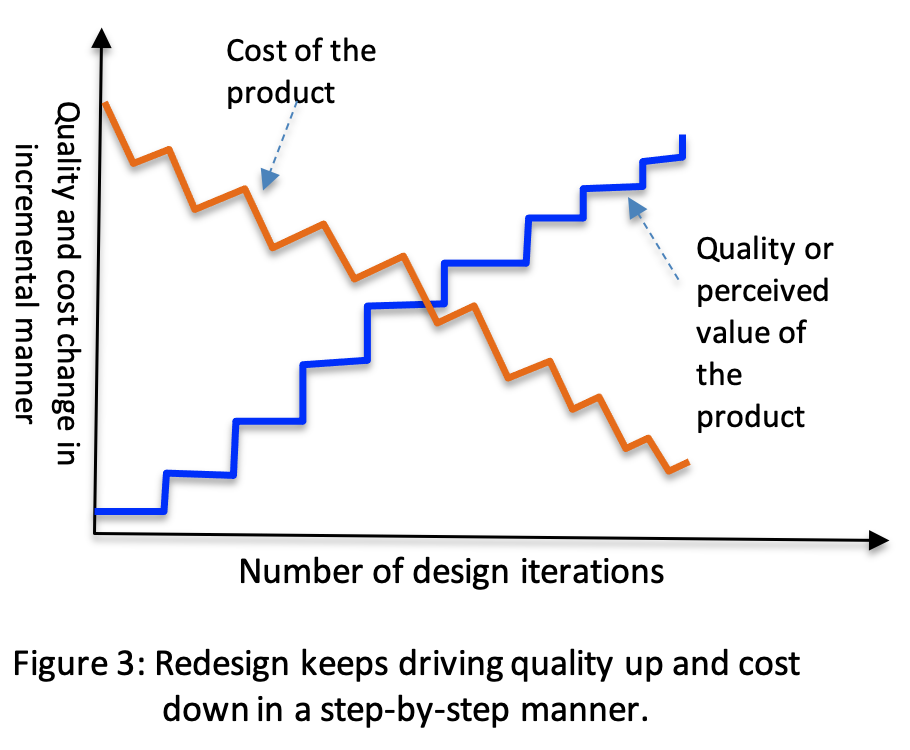 Cost of the
product
Quality and cost change in
incremental manner
Quality or
perceived
value of
the
product
Number of design iterations
Figure 3: Redesign keeps driving quality up and cost
down in a step-by-step manner.